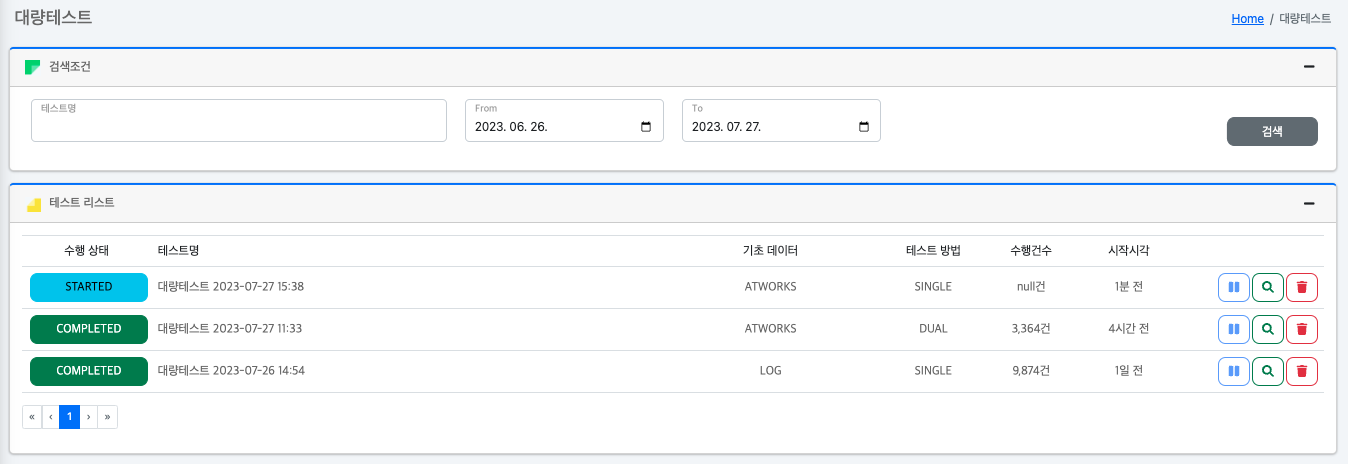 대량테스트
Home / 대량테스트
검색조건
테스트명 From To
2023. 06. 26. 2023. 07. 27.
검색
테스트 리스트
수행 상태 테스트명 기초 데이터 테스트 방법 수행건수 시작시각
STARTED 대량테스트 2023-07-27 15:38 ATWORKS SINGLE null건 1분 전
COMPLETED 대량테스트 2023-07-27 11:33 ATWORKS DUAL 3,364건 4시간 전
COMPLETED 대량테스트 2023-07-26 14:54 LOG SINGLE 9,874건 1일 전
« ‹ 1 › »